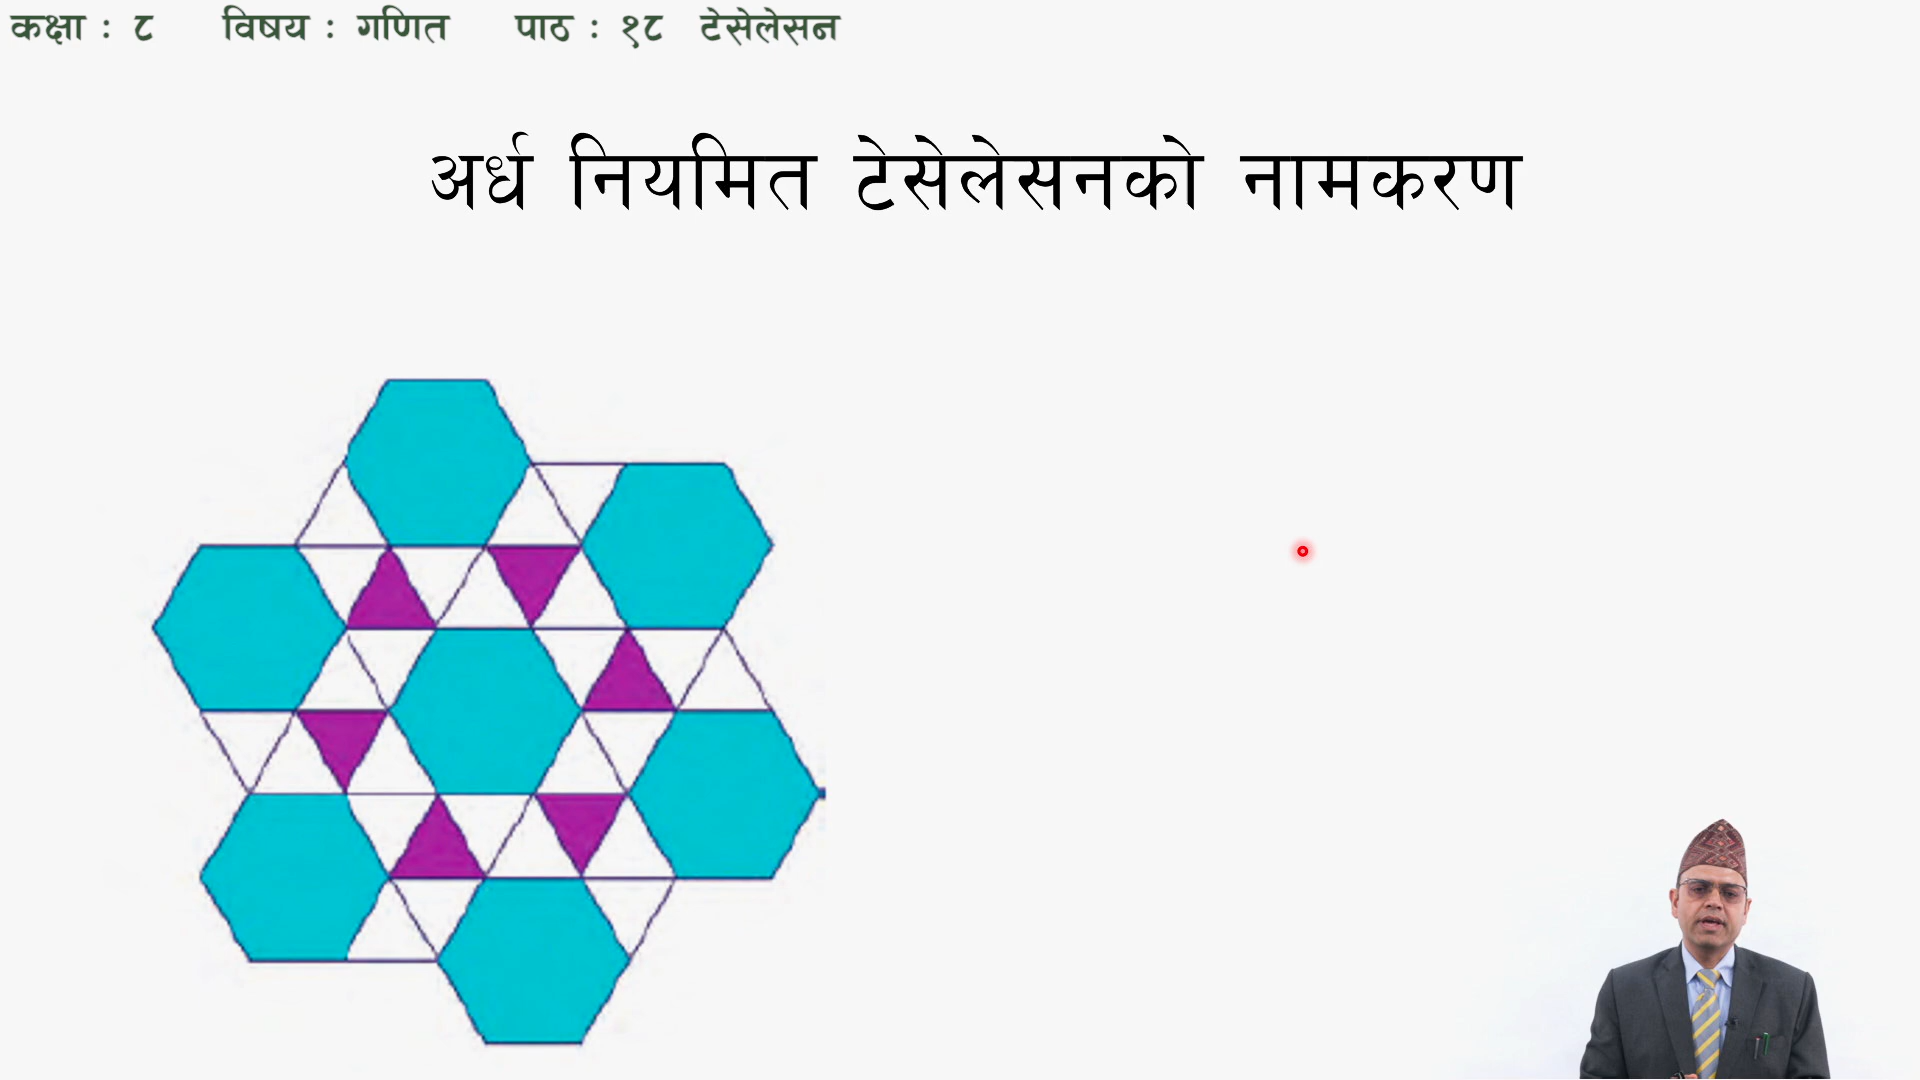 कक्षा : ८ विषय : गणित पाठ : १८ टेसेलेसन
अर्ध नियमित टेसेलेसनको नामकरण